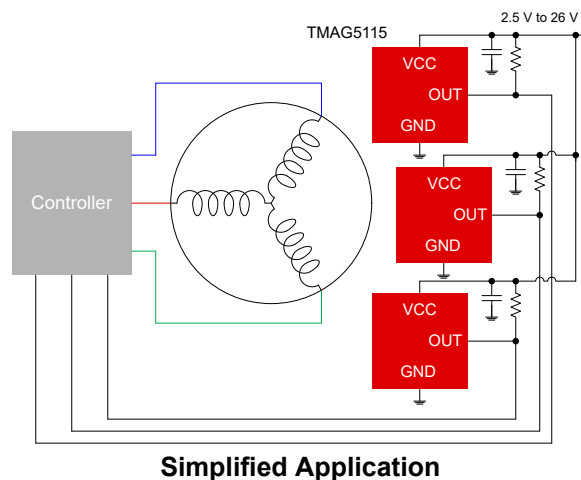 2.5 V to 26 V
TMAG5115
VCC
OUT
GND
Controller
VCC
OUT
GND
VCC
OUT
GND
Simplified Application